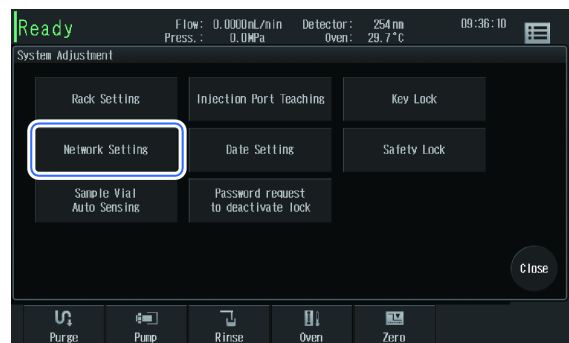 Ready
Flow: 0.0000mL/min Detector: 254 nm 09:36:10
Press.: 0.0MPa Oven: 29.7°C
System Adjustment
Rack Setting
Injection Port Teaching
Key Lock
Network Setting
Date Setting
Safety Lock
Sample Vial
Auto Sensing
Password request
to deactivate lock
Close
Purge
Pump
Rinse
Oven
Zero